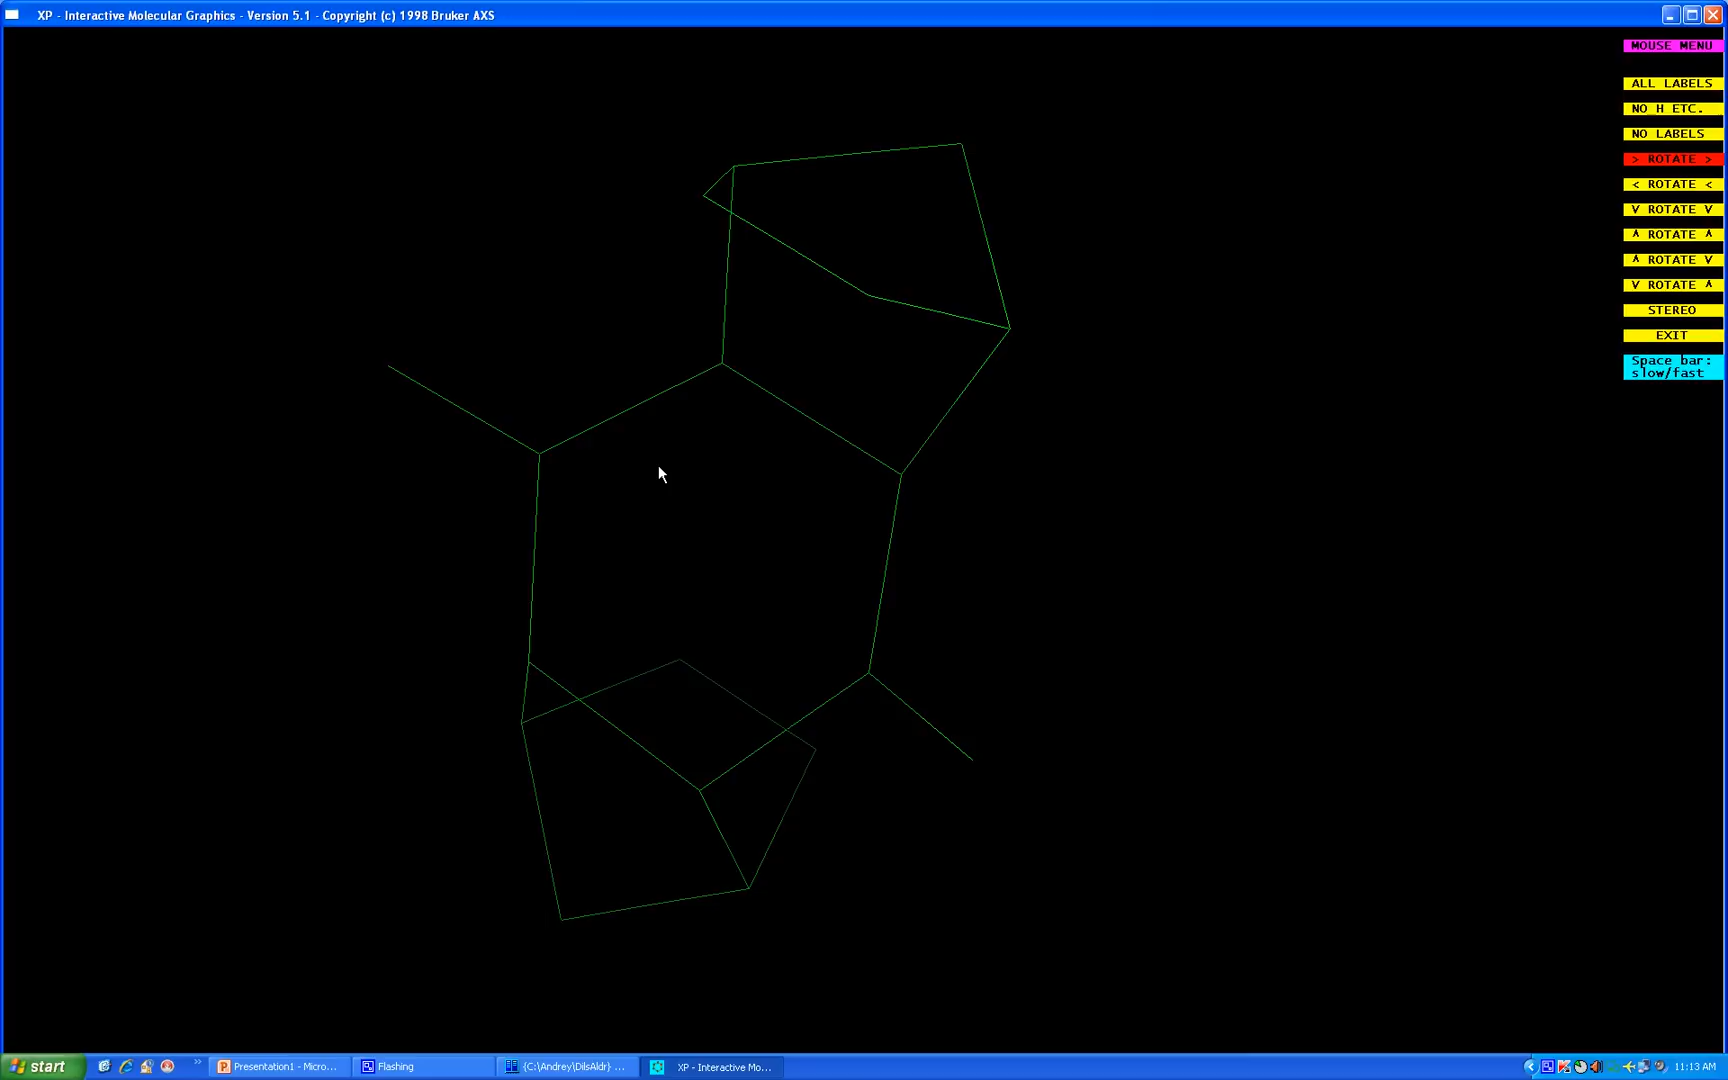 XP - Interactive Molecular Graphics - Version 5.1 - Copyright (c) 1998 Bruker AXS
MOUSE MENU
ALL LABELS
NO H ETC.
NO LABELS
> ROTATE >
< ROTATE <
V ROTATE V
^ ROTATE ^
^ ROTATE V
V ROTATE ^
STEREO
EXIT
Space bar:
slow/fast
start
Presentation1 - Micro...
Flashing
{C:\Andrey\DilsAldr} ...
XP - Interactive Mo...
11:13 AM